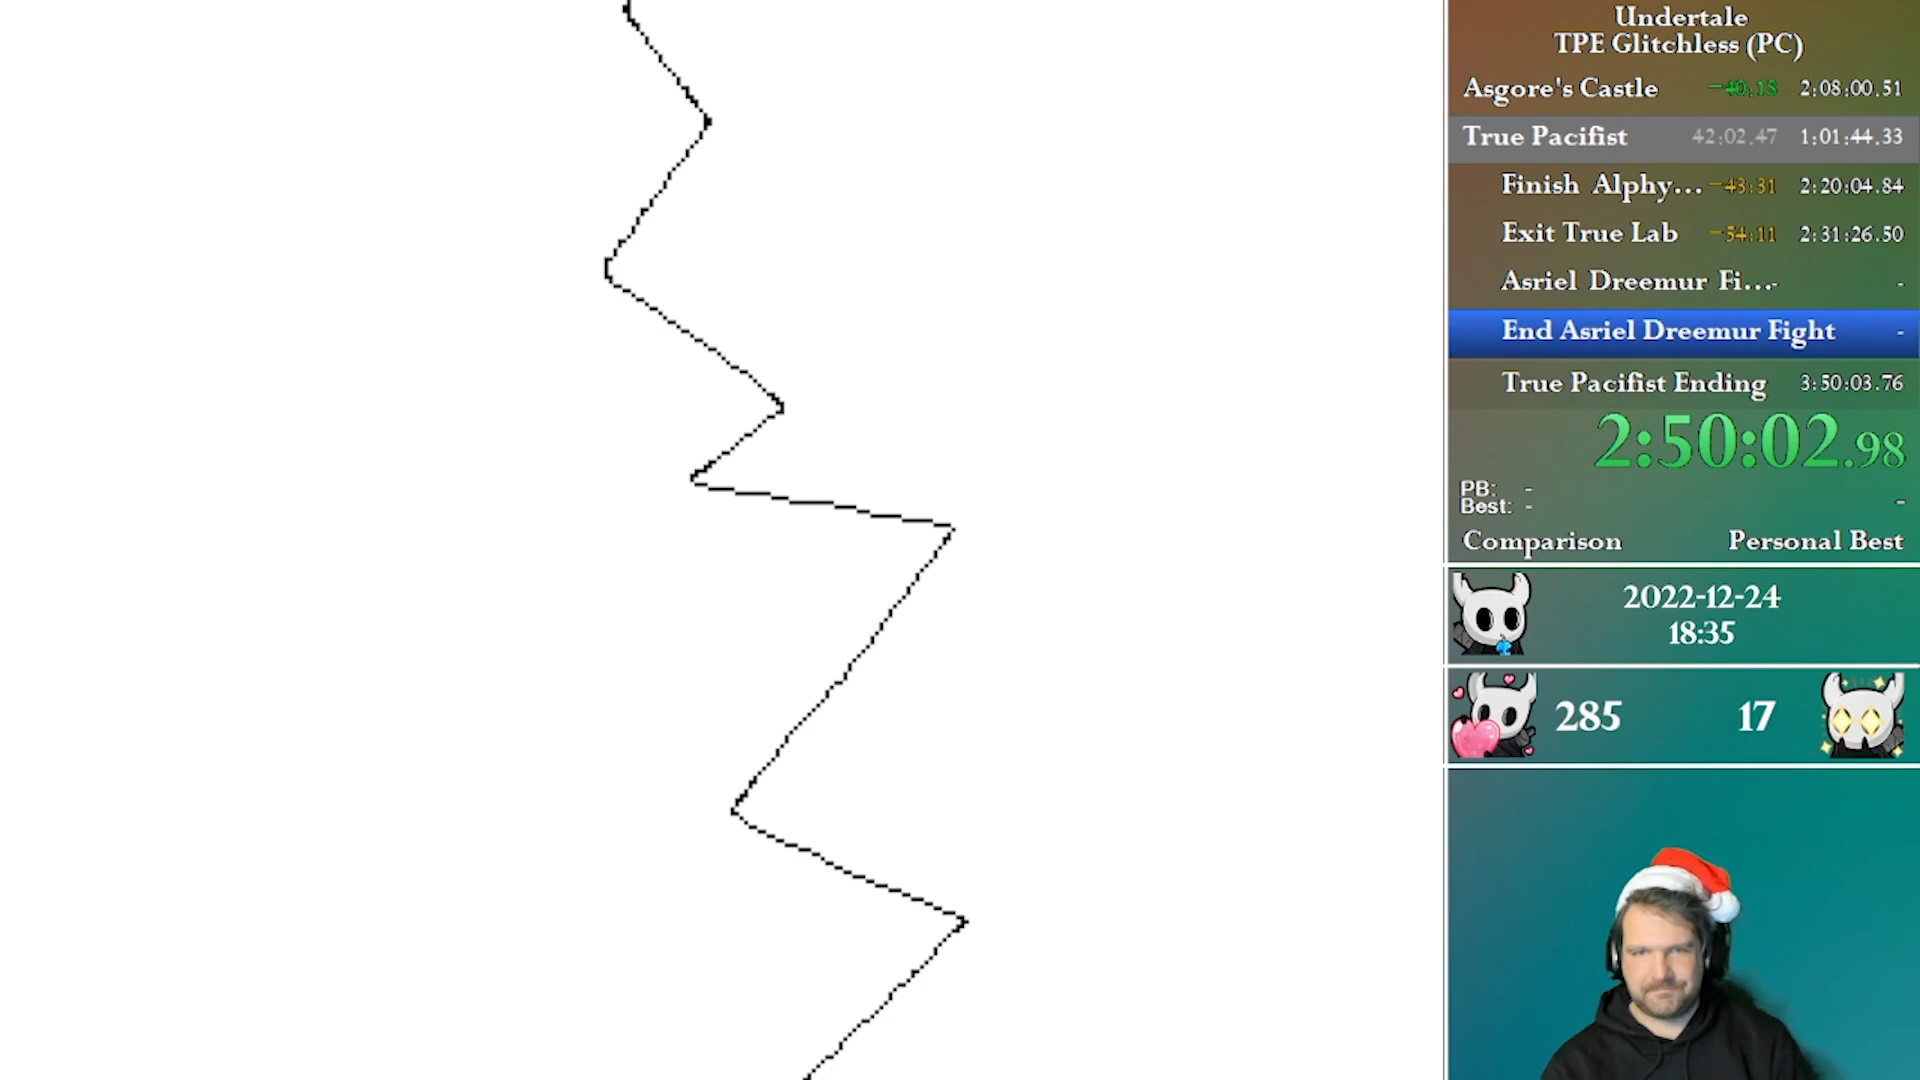 Undertale
TPE Glitchless (PC)
Asgore's Castle -40:18 2:08:00.51
True Pacifist 42:02.47 1:01:44.33
Finish Alphy... -43:31 2:20:04.84
Exit True Lab -54:11 2:31:26.50
Asriel Dreemur Fi...- -
End Asriel Dreemur Fight -
True Pacifist Ending 3:50:03.76
2:50:02.98
PB: -
Best: - -
Comparison Personal Best
2022-12-24
18:35
285 17